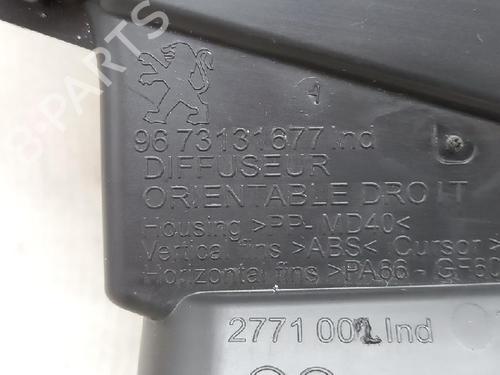 96 73131677 Ind
DIFFUSEUR
ORIENTABLE DROIT
Housing >PP- MD40<
Vertical fins >ABS< Cursor >
Horizontal fins >PA66 - GF60
2771 002 Ind
B-PARTS